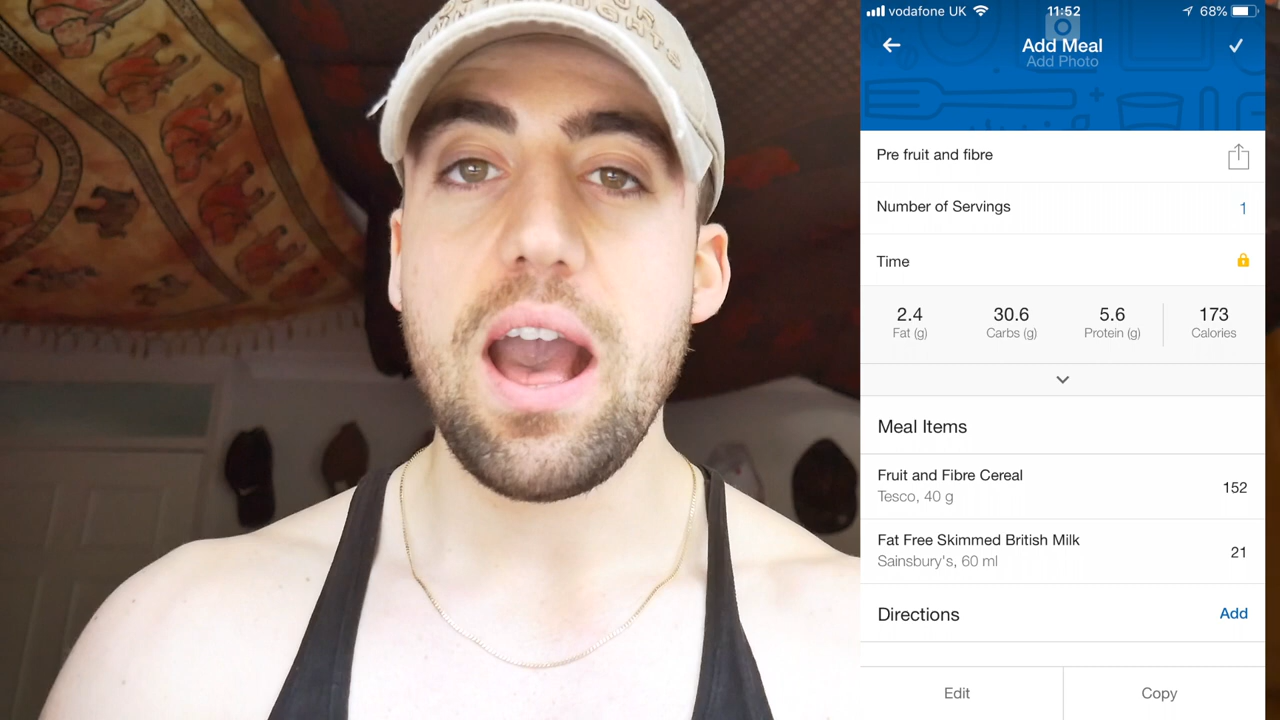 vodafone UK
11:52
68%
Add Meal
Add Photo
Pre fruit and fibre
Number of Servings
1
Time
2.4
30.6
5.6
173
Fat (g)
Carbs (g)
Protein (g)
Calories
Meal Items
Fruit and Fibre Cereal
152
Tesco, 40 g
Fat Free Skimmed British Milk
21
Sainsbury's, 60 ml
Directions
Add
Edit
Copy